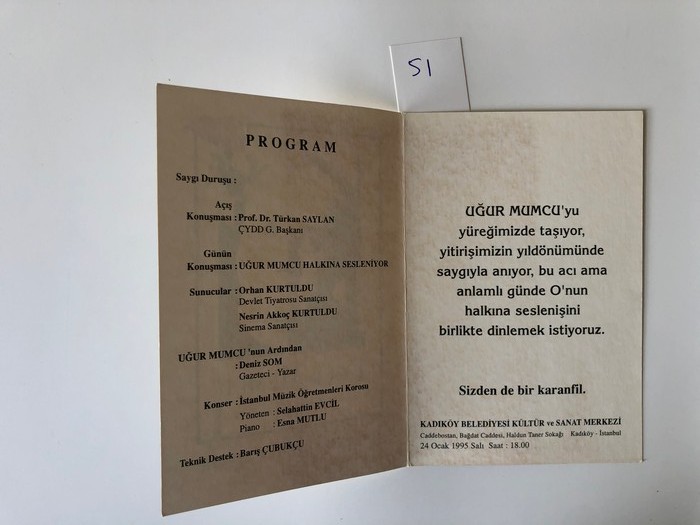 51
PROGRAM
Saygı Duruşu :
Açış
Konuşması : Prof. Dr. Türkan SAYLAN
ÇYDD G. Başkanı
Günün
Konuşması : UĞUR MUMCU HALKINA SESLENİYOR
Sunucular : Orhan KURTULDU
Devlet Tiyatrosu Sanatçısı
Nesrin Akkoç KURTULDU
Sinema Sanatçısı
UĞUR MUMCU 'nun Ardından
: Deniz SOM
Gazeteci - Yazar
Konser : İstanbul Müzik Öğretmenleri Korosu
Yöneten : Selahattin EVCİL
Piano : Esna MUTLU
Teknik Destek : Barış ÇUBUKÇU
UĞUR MUMCU'yu
yüreğimizde taşıyor,
yitirişimizin yıldönümünde
saygıyla anıyor, bu acı ama
anlamlı günde O'nun
halkına seslenişini
birlikte dinlemek istiyoruz.
Sizden de bir karanfil.
KADIKÖY BELEDİYESİ KÜLTÜR ve SANAT MERKEZİ
Caddebostan, Bağdat Caddesi, Haldun Taner Sokağı Kadıköy - İstanbul
24 Ocak 1995 Salı Saat : 18.00